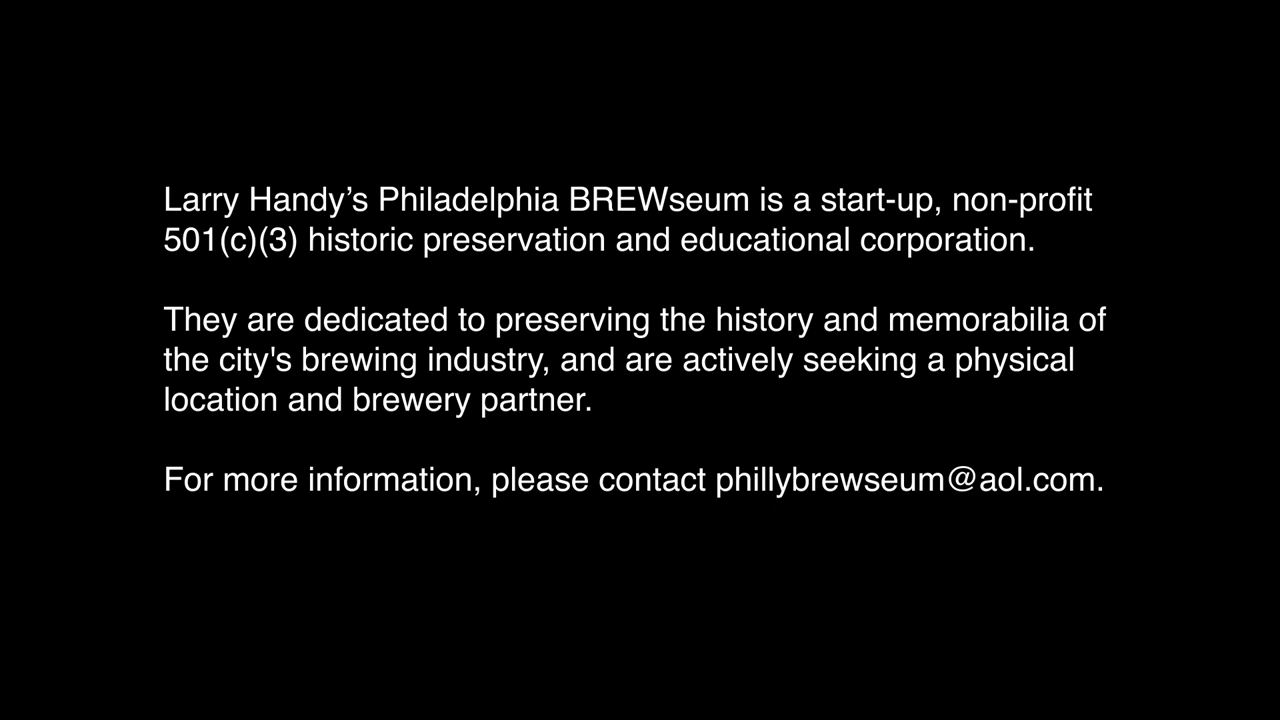 Larry Handy’s Philadelphia BREWseum is a start-up, non-profit
501(c)(3) historic preservation and educational corporation.
They are dedicated to preserving the history and memorabilia of
the city's brewing industry, and are actively seeking a physical
location and brewery partner.
For more information, please contact phillybrewseum@aol.com.